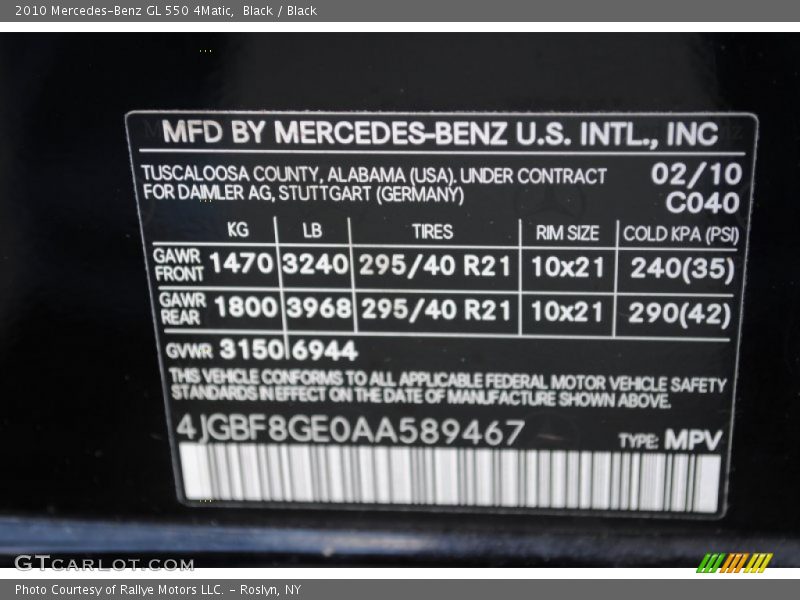 2010 Mercedes-Benz GL 550 4Matic,  Black / Black
MFD BY MERCEDES-BENZ U.S. INTL., INC
TUSCALOOSA COUNTY, ALABAMA (USA). UNDER CONTRACT 02/10
FOR DAIMLER AG, STUTTGART (GERMANY) C040
KG LB TIRES RIM SIZE COLD KPA (PSI)
GAWR FRONT 1470 3240 295/40 R21 10x21 240(35)
GAWR REAR 1800 3968 295/40 R21 10x21 290(42)
GVWR 3150 6944
THIS VEHICLE CONFORMS TO ALL APPLICABLE FEDERAL MOTOR VEHICLE SAFETY
STANDARDS IN EFFECT ON THE DATE OF MANUFACTURE SHOWN ABOVE.
4JGBF8GE0AA589467 TYPE: MPV
GTCARLOT.COM
Photo Courtesy of Rallye Motors LLC. - Roslyn, NY